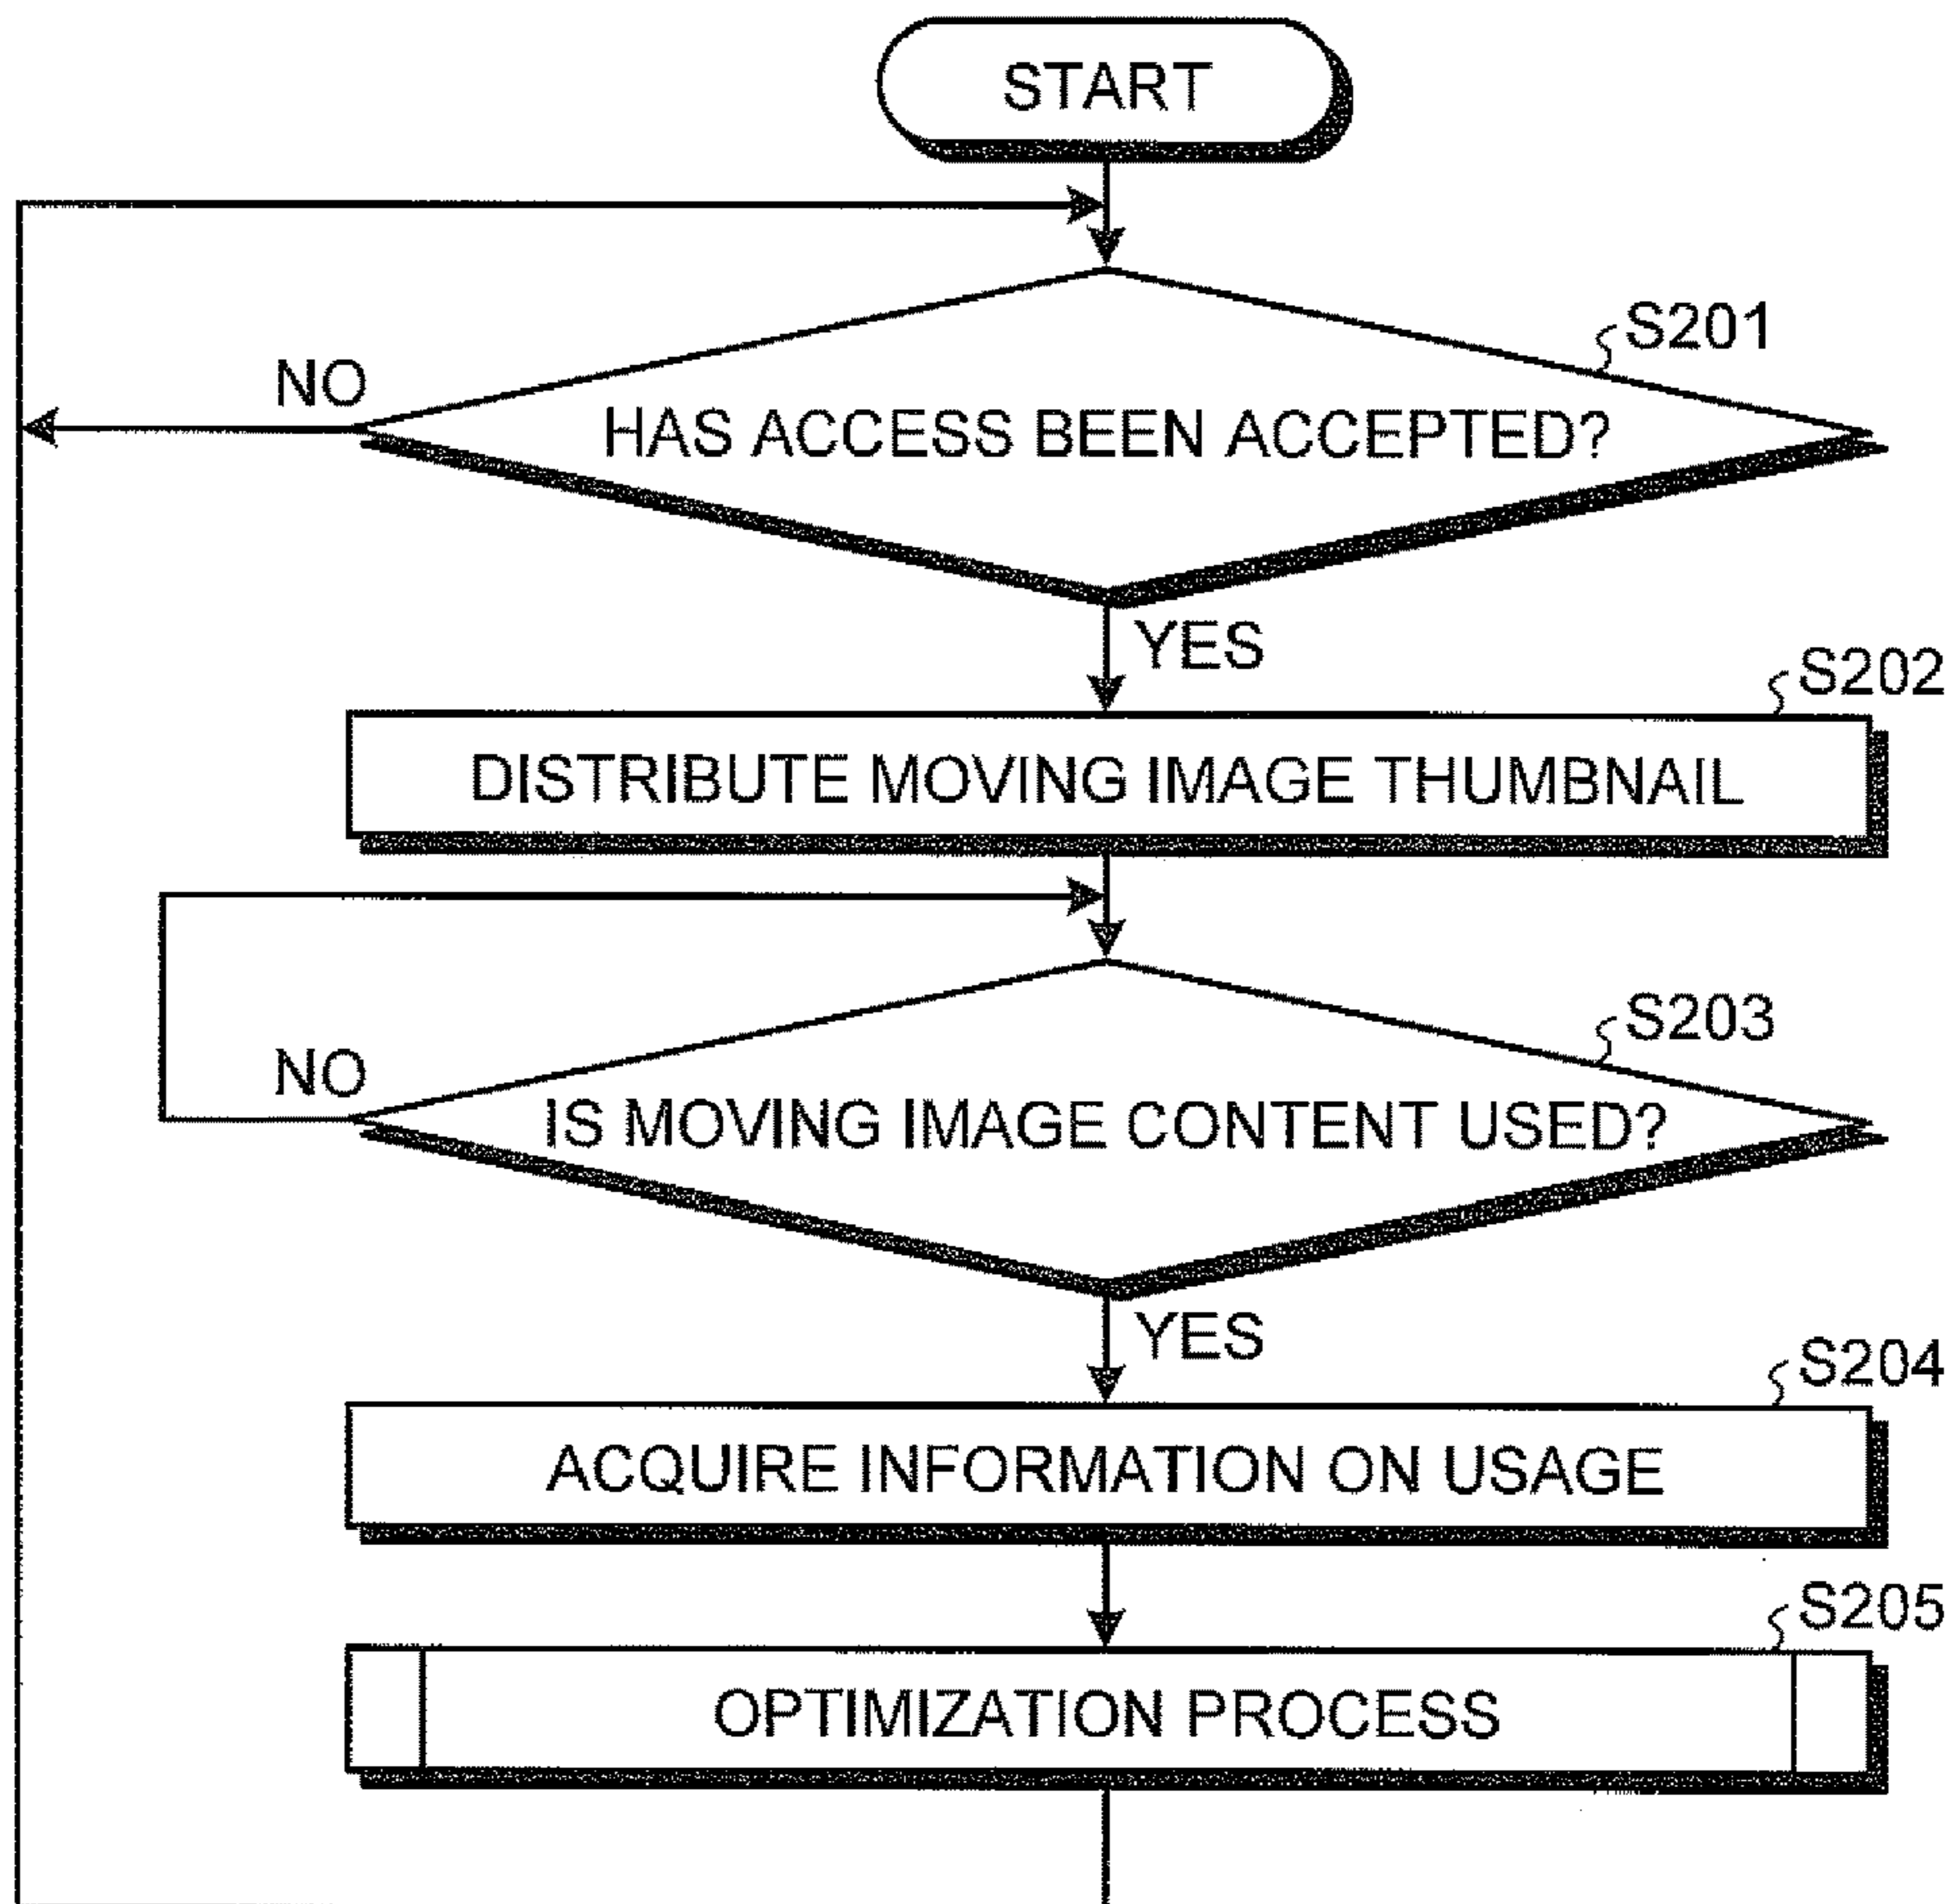 START
S201
NO
HAS ACCESS BEEN ACCEPTED?
YES
S202
DISTRIBUTE MOVING IMAGE THUMBNAIL
S203
NO
IS MOVING IMAGE CONTENT USED?
YES
S204
ACQUIRE INFORMATION ON USAGE
S205
OPTIMIZATION PROCESS